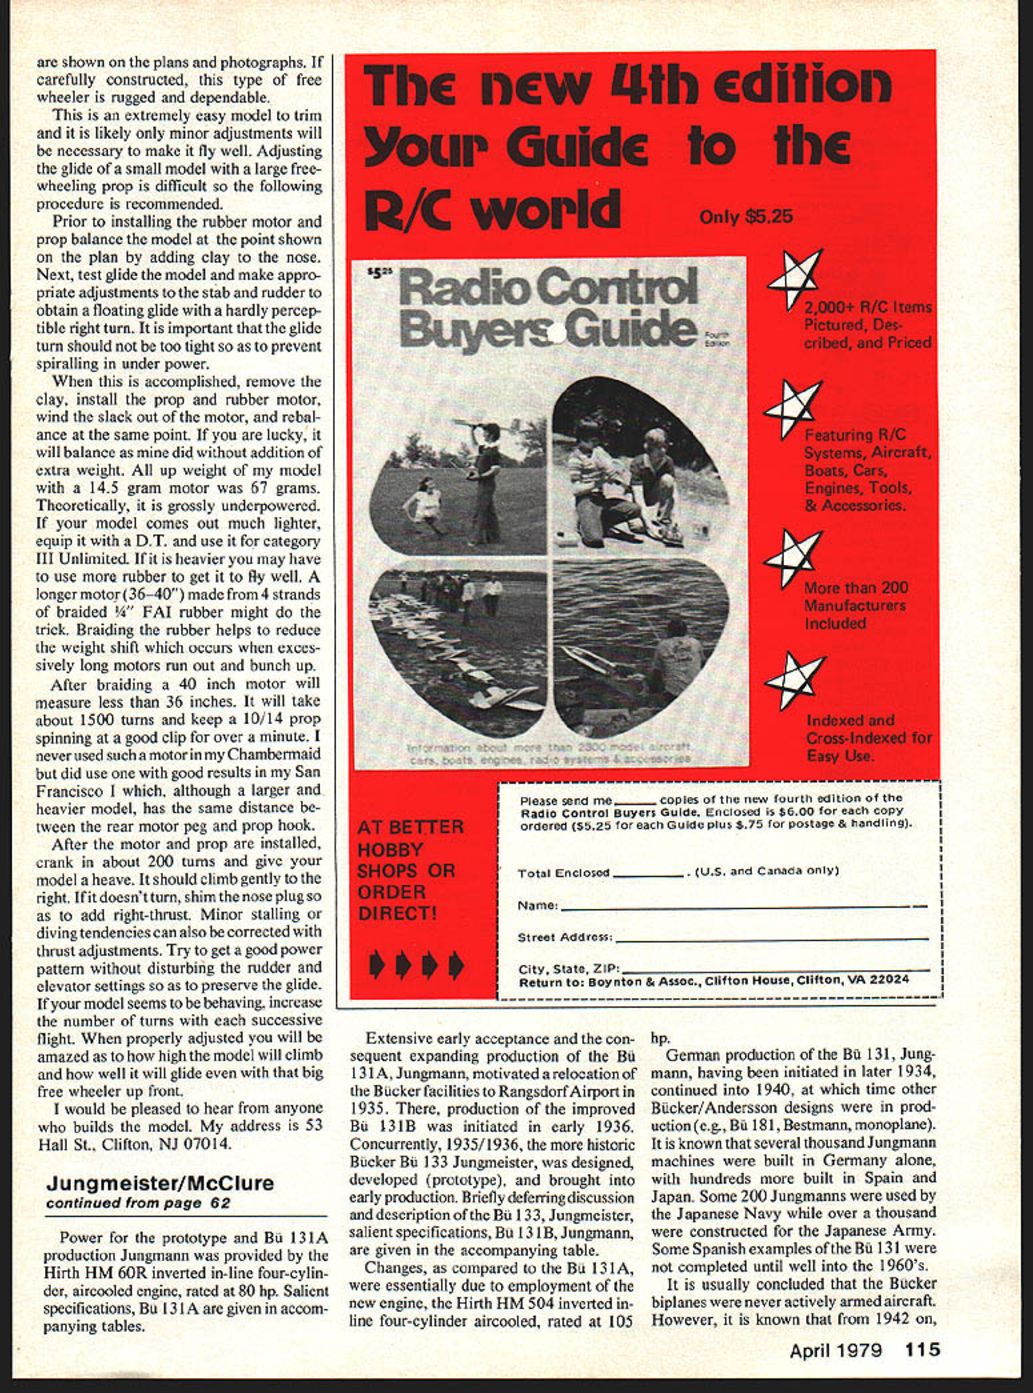 are shown on the plans and photographs. If
carefully constructed, this type of free
wheeler is rugged and dependable.
This is an extremely easy model to trim
and it is likely only minor adjustments will
be necessary to make it fly well. Adjusting
the glide of a small model with a large free-
wheeling prop is difficult so the following
procedure is recommended.
Prior to installing the rubber motor and
prop balance the model at the point shown
on the plan by adding clay to the nose.
Next, test glide the model and make appro-
priate adjustments to the stab and rudder to
obtain a floating glide with a hardly percep-
tible right turn. It is important that the glide
turn should not be too tight so as to prevent
spiralling in under power.
When this is accomplished, remove the
clay, install the prop and rubber motor,
wind the slack out of the motor, and rebal-
ance at the same point. If you are lucky, it
will balance as mine did without addition of
extra weight. All up weight of my model
with a 14.5 gram motor was 67 grams.
Theoretically, it is grossly underpowered.
If your model comes out much lighter,
equip it with a D.T. and use it for category
III Unlimited. If it is heavier you may have
to use more rubber to get it to fly well. A
longer motor (36–40") made from 4 strands
of braided ¼" FAI rubber might do the
trick. Braiding the rubber helps to reduce
the weight shift which occurs when exces-
sively long motors run out and bunch up.
After braiding a 40 inch motor will
measure less than 36 inches. It will take
about 1500 turns and keep a 10/14 prop
spinning at a good clip for over a minute. I
never used such a motor in my Chambermaid
but did use one with good results in my San
Francisco I which, although a larger and
heavier model, has the same distance be-
tween the rear motor peg and prop hook.
After the motor and prop are installed,
crank in about 200 turns and give your
model a heave. It should climb gently to the
right. If it doesn't turn, shim the nose plug so
as to add right-thrust. Minor stalling or
diving tendencies can also be corrected with
thrust adjustments. Try to get a good power
pattern without disturbing the rudder and
elevator settings so as to preserve the glide.
If your model seems to be behaving, increase
the number of turns with each successive
flight. When properly adjusted you will be
amazed as to how high the model will climb
and how well it will glide even with that big
free wheeler up front.
I would be pleased to hear from anyone
who builds the model. My address is 53
Hall St., Clifton, NJ 07014.
Jungmeister/McClure
continued from page 62
Power for the prototype and Bü 131A
production Jungmann was provided by the
Hirth HM 60R inverted in-line four-cylin-
der, aircooled engine, rated at 80 hp. Salient
specifications, Bu 131A are given in accom-
panying tables.
The new 4th edition
Your Guide to the
R/C world
Only $5.25
$5.25
Radio Control
Buyers Guide
Fourth
Edition
Information about more than 2300 model aircraft,
cars, boats, engines, radio systems & accessories
2,000+ R/C Items
Pictured, Des-
cribed, and Priced
Featuring R/C
Systems, Aircraft,
Boats, Cars,
Engines, Tools,
& Accessories.
More than 200
Manufacturers
Included
Indexed and
Cross-Indexed for
Easy Use.
AT BETTER
HOBBY
SHOPS OR
ORDER
DIRECT!
Please send me ______ copies of the new fourth edition of the
Radio Control Buyers Guide. Enclosed is $6.00 for each copy
ordered ($5.25 for each Guide plus $.75 for postage & handling).
Total Enclosed __________. (U.S. and Canada only)
Name:
Street Address:
City, State, ZIP:
Return to: Boynton & Assoc., Clifton House, Clifton, VA 22024
Extensive early acceptance and the con-
sequent expanding production of the Bü
131A, Jungmann, motivated a relocation of
the Bücker facilities to Rangsdorf Airport in
1935. There, production of the improved
Bü 131B was initiated in early 1936.
Concurrently, 1935/1936, the more historic
Bücker Bü 133 Jungmeister, was designed,
developed (prototype), and brought into
early production. Briefly deferring discussion
and description of the Bü 133, Jungmeister,
salient specifications, Bü 131B, Jungmann,
are given in the accompanying table.
Changes, as compared to the Bü 131A,
were essentially due to employment of the
new engine, the Hirth HM 504 inverted in-
line four-cylinder aircooled, rated at 105
hp.
German production of the Bü 131, Jung-
mann, having been initiated in later 1934,
continued into 1940, at which time other
Bücker/Andersson designs were in prod-
uction (e.g., Bü 181, Bestmann, monoplane).
It is known that several thousand Jungmann
machines were built in Germany alone,
with hundreds more built in Spain and
Japan. Some 200 Jungmanns were used by
the Japanese Navy while over a thousand
were constructed for the Japanese Army.
Some Spanish examples of the Bü 131 were
not completed until well into the 1960's.
It is usually concluded that the Bücker
biplanes were never actively armed aircraft.
However, it is known that from 1942 on,
April 1979 115